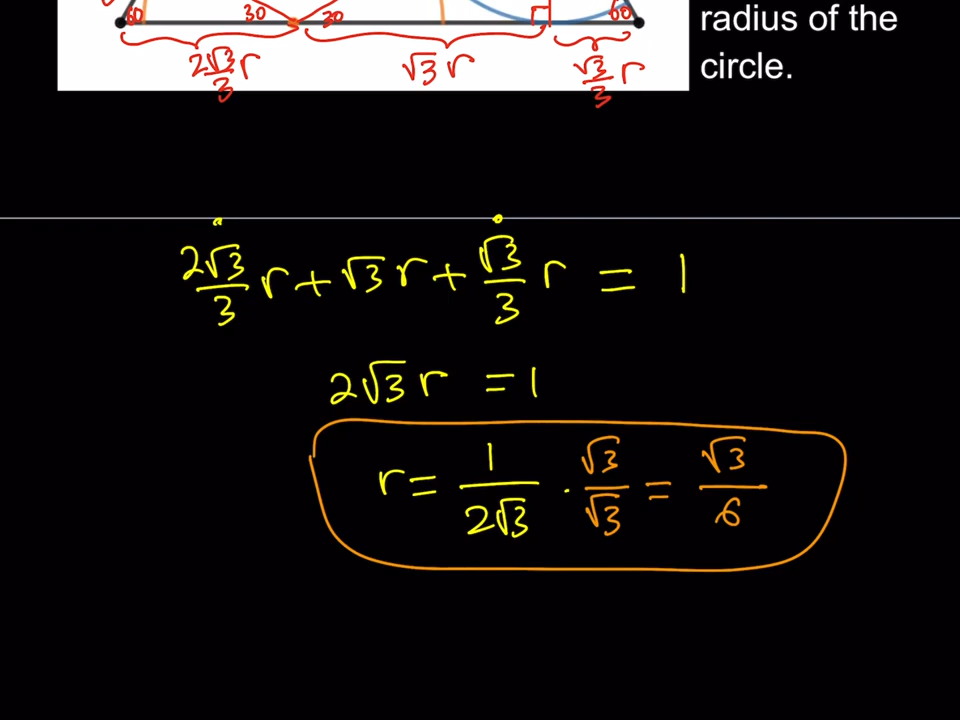 radius of the
circle.
60 30 30 60
2√3/3 r √3 r √3/3 r
2√3/3 r + √3 r + √3/3 r = 1
2√3 r = 1
r = 1/2√3 · √3/√3 = √3/6